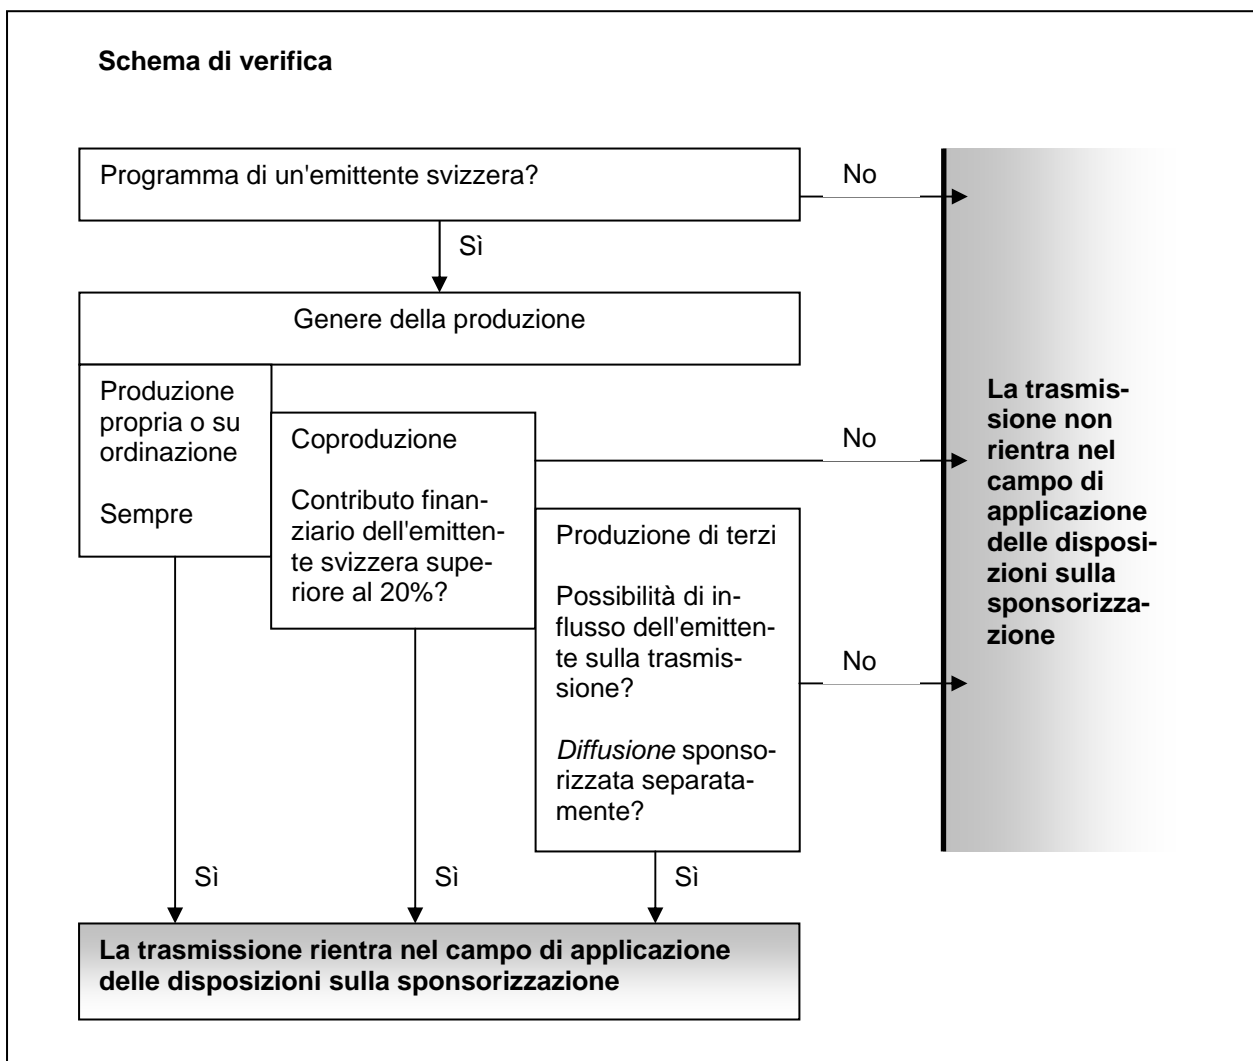 Schema di verifica
Programma di un'emittente svizzera?
No
Sì
Genere della produzione
Produzione
propria o su
ordinazione
Sempre
Coproduzione
Contributo finan-
ziario dell'emitten-
te svizzera supe-
riore al 20%?
No
Produzione di terzi
Possibilità di in-
flusso dell'emitten-
te sulla trasmis-
sione?
Diffusione sponso-
rizzata separata-
mente?
No
La trasmis-
sione non
rientra nel
campo di
applicazione
delle disposi-
zioni sulla
sponsorizza-
zione
Sì
Sì
Sì
La trasmissione rientra nel campo di applicazione
delle disposizioni sulla sponsorizzazione